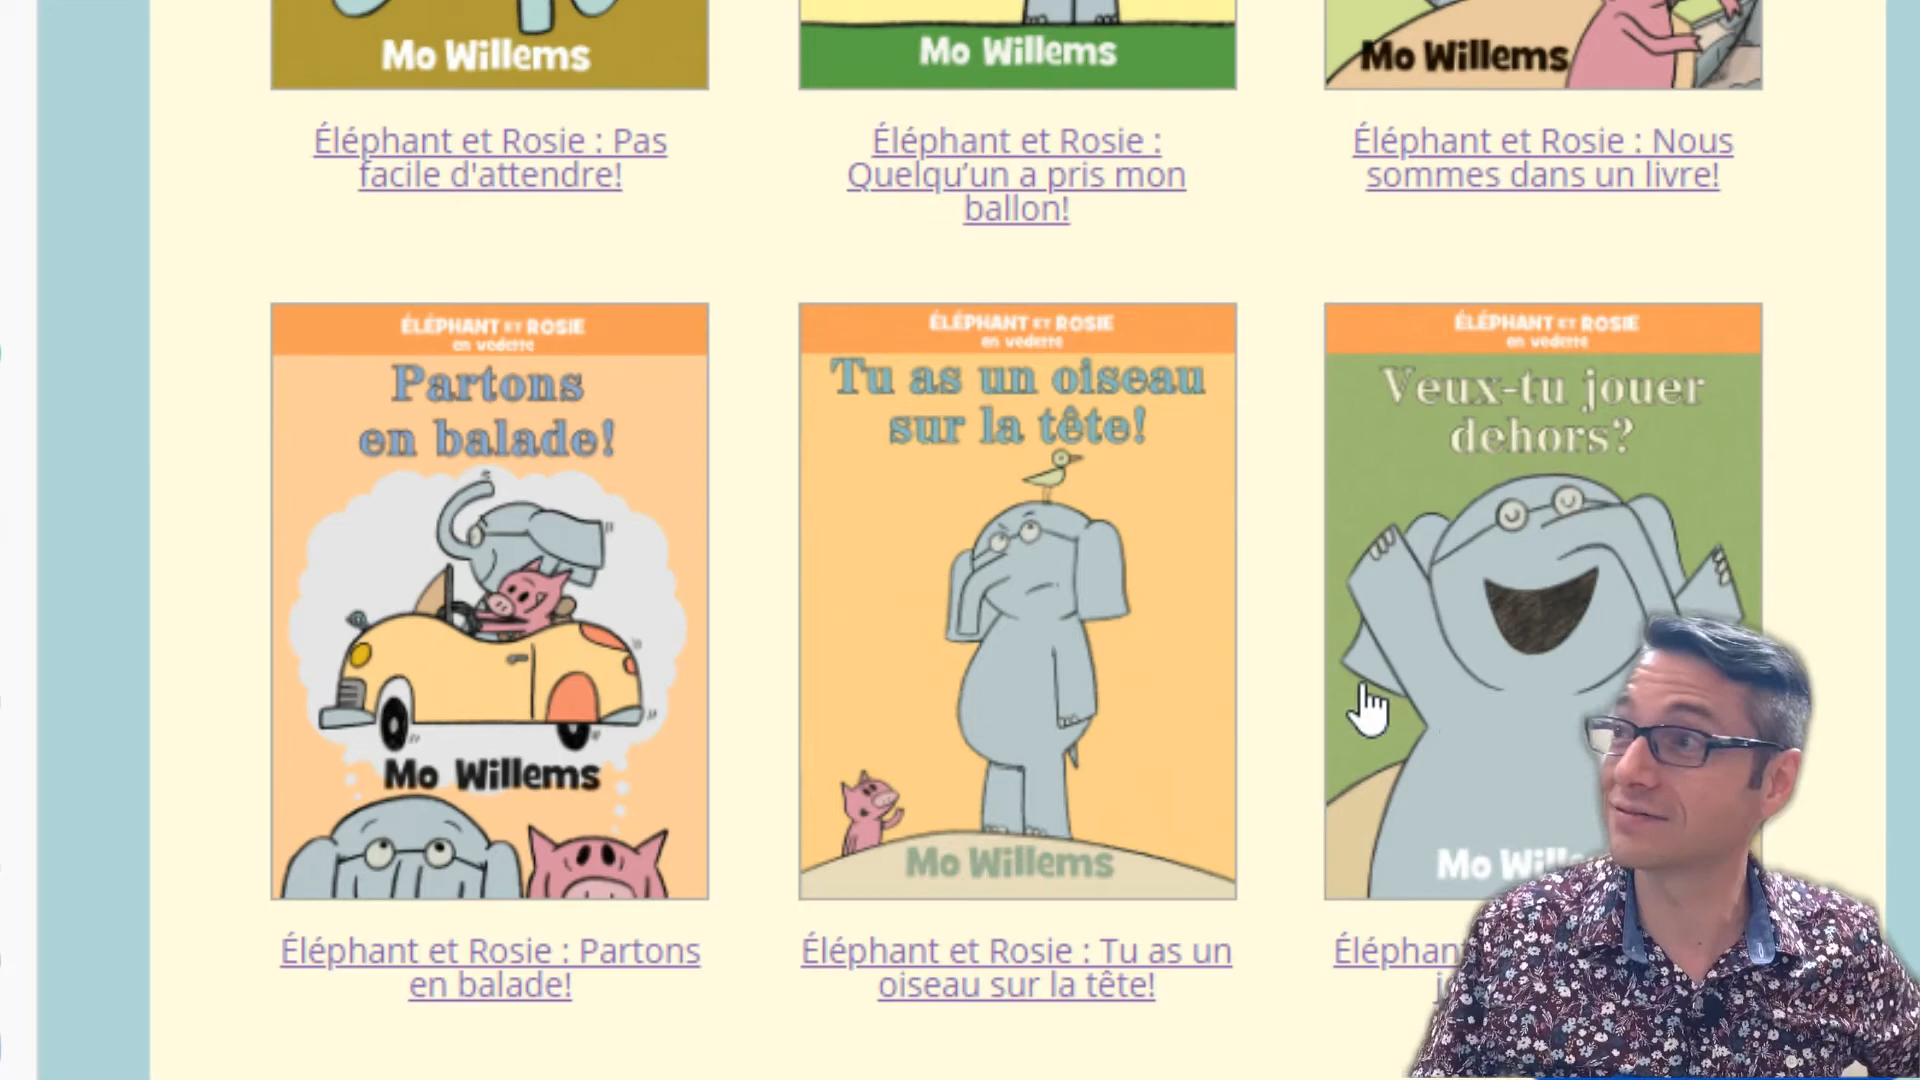 Mo Willems
Mo Willems
Mo Willems
Éléphant et Rosie : Pas
facile d'attendre!
Éléphant et Rosie :
Quelqu’un a pris mon
ballon!
Éléphant et Rosie : Nous
sommes dans un livre!
ÉLÉPHANT ET ROSIE
en vedette
Partons
en balade!
Mo Willems
ÉLÉPHANT ET ROSIE
en vedette
Tu as un oiseau
sur la tête!
Mo Willems
ÉLÉPHANT ET ROSIE
en vedette
Veux-tu jouer
dehors?
Mo
Éléphant et Rosie : Partons
en balade!
Éléphant et Rosie : Tu as un
oiseau sur la tête!